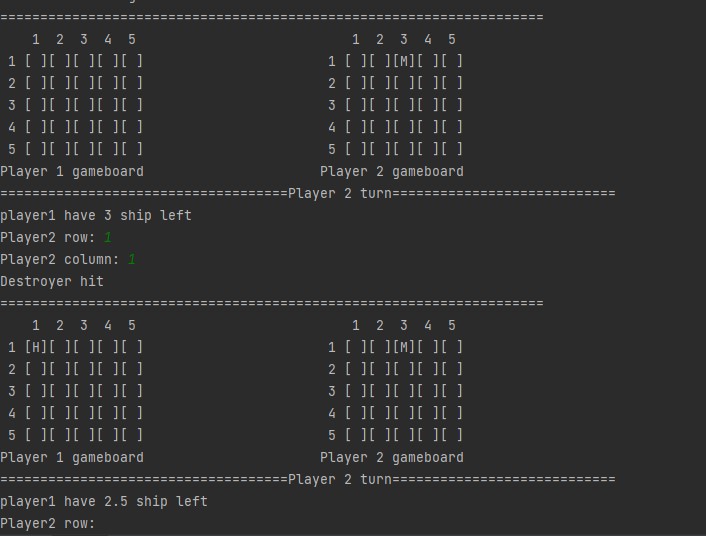 ===================================================================
    1  2  3  4  5                           1  2  3  4  5
 1 [ ][ ][ ][ ][ ]                       1 [ ][ ][M][ ][ ]
 2 [ ][ ][ ][ ][ ]                       2 [ ][ ][ ][ ][ ]
 3 [ ][ ][ ][ ][ ]                       3 [ ][ ][ ][ ][ ]
 4 [ ][ ][ ][ ][ ]                       4 [ ][ ][ ][ ][ ]
 5 [ ][ ][ ][ ][ ]                       5 [ ][ ][ ][ ][ ]
Player 1 gameboard                      Player 2 gameboard
====================================Player 2 turn============================
player1 have 3 ship left
Player2 row: 1
Player2 column: 1
Destroyer hit
====================================================================
    1  2  3  4  5                           1  2  3  4  5
 1 [H][ ][ ][ ][ ]                       1 [ ][ ][M][ ][ ]
 2 [ ][ ][ ][ ][ ]                       2 [ ][ ][ ][ ][ ]
 3 [ ][ ][ ][ ][ ]                       3 [ ][ ][ ][ ][ ]
 4 [ ][ ][ ][ ][ ]                       4 [ ][ ][ ][ ][ ]
 5 [ ][ ][ ][ ][ ]                       5 [ ][ ][ ][ ][ ]
Player 1 gameboard                      Player 2 gameboard
====================================Player 2 turn============================
player1 have 2.5 ship left
Player2 row: